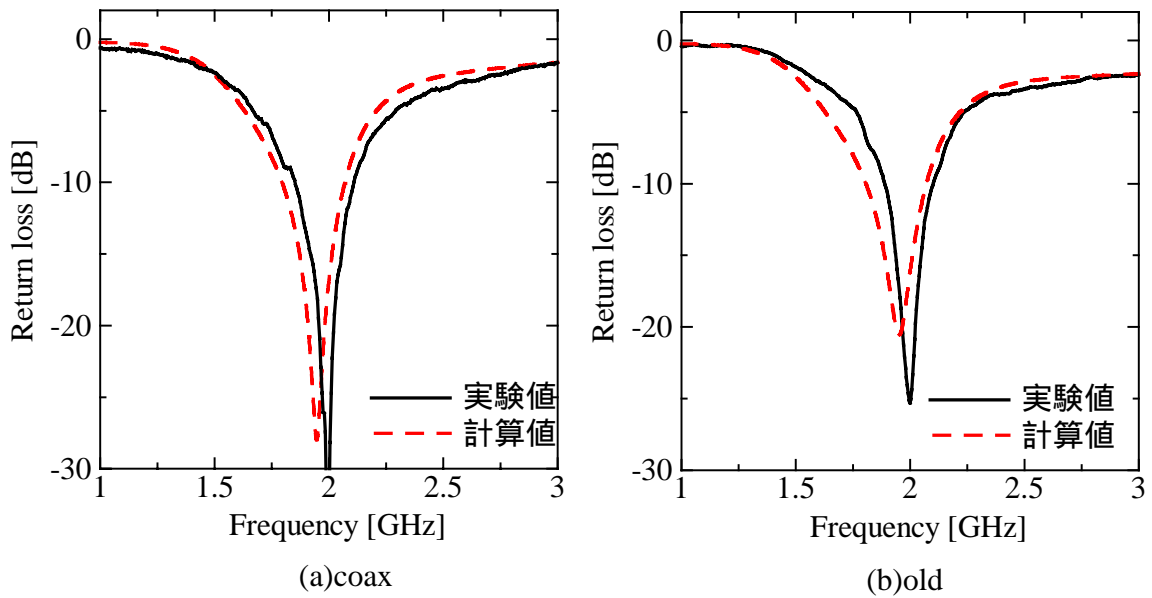 Return loss [dB]
0
-10
-20
-30
1
1.5
2
2.5
3
Frequency [GHz]
実験値
計算値
(a)coax
Return loss [dB]
0
-10
-20
-30
1
1.5
2
2.5
3
Frequency [GHz]
実験値
計算値
(b)old